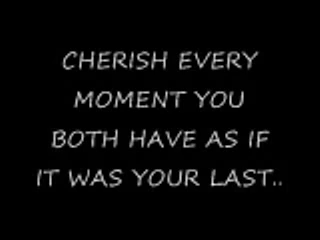 CHERISH EVERY
MOMENT YOU
BOTH HAVE AS IF
IT WAS YOUR LAST..